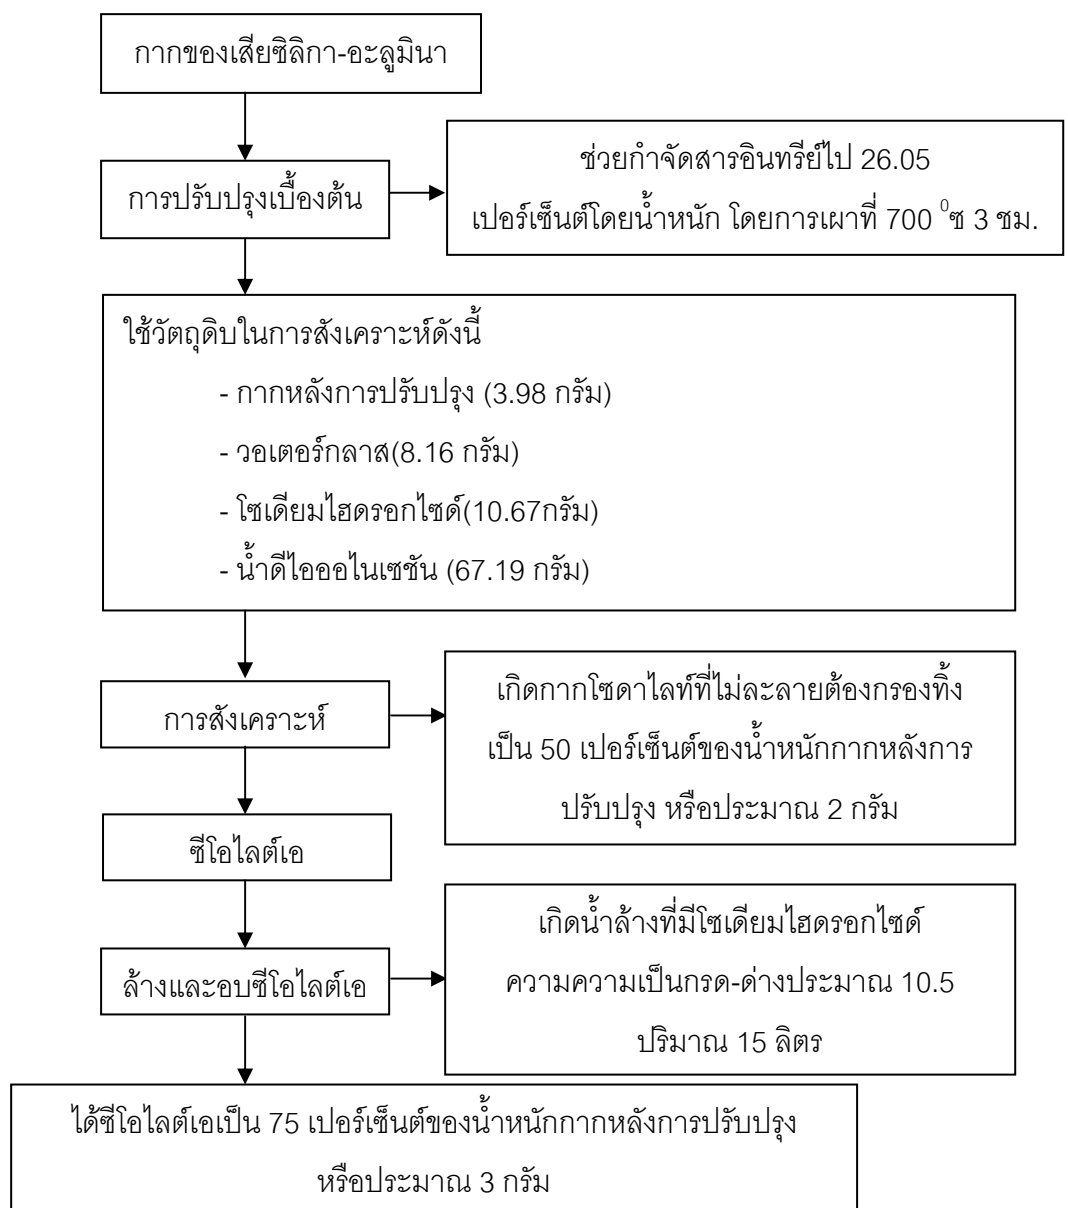 กากของเสียซิลิกา-อะลูมินา
การปรับปรุงเบื้องต้น
ช่วยกำจัดสารอินทรีย์ไป 26.05
เปอร์เซ็นต์โดยน้ำหนัก โดยการเผาที่ 700 ⁰ซ 3 ชม.
ใช้วัตถุดิบในการสังเคราะห์ดังนี้
- กากหลังการปรับปรุง (3.98 กรัม)
- วอเตอร์กลาส(8.16 กรัม)
- โซเดียมไฮดรอกไซด์(10.67กรัม)
- น้ำดีไอออไนเซชัน (67.19 กรัม)
การสังเคราะห์
เกิดกากโซดาไลท์ที่ไม่ละลายต้องกรองทิ้ง
เป็น 50 เปอร์เซ็นต์ของน้ำหนักกากหลังการ
ปรับปรุง หรือประมาณ 2 กรัม
ซีโอไลต์เอ
ล้างและอบซีโอไลต์เอ
เกิดน้ำล้างที่มีโซเดียมไฮดรอกไซด์
ความความเป็นกรด-ด่างประมาณ 10.5
ปริมาณ 15 ลิตร
ได้ซีโอไลต์เอเป็น 75 เปอร์เซ็นต์ของน้ำหนักกากหลังการปรับปรุง
หรือประมาณ 3 กรัม